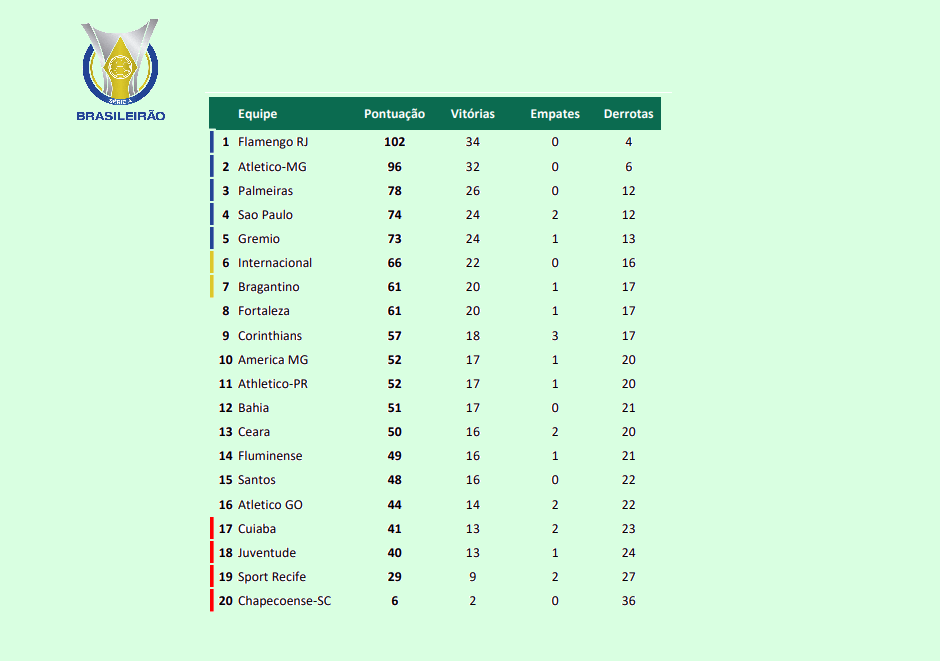 SÉRIE A
BRASILEIRÃO
Equipe Pontuação Vitórias Empates Derrotas
1 Flamengo RJ 102 34 0 4
2 Atletico-MG 96 32 0 6
3 Palmeiras 78 26 0 12
4 Sao Paulo 74 24 2 12
5 Gremio 73 24 1 13
6 Internacional 66 22 0 16
7 Bragantino 61 20 1 17
8 Fortaleza 61 20 1 17
9 Corinthians 57 18 3 17
10 America MG 52 17 1 20
11 Athletico-PR 52 17 1 20
12 Bahia 51 17 0 21
13 Ceara 50 16 2 20
14 Fluminense 49 16 1 21
15 Santos 48 16 0 22
16 Atletico GO 44 14 2 22
17 Cuiaba 41 13 2 23
18 Juventude 40 13 1 24
19 Sport Recife 29 9 2 27
20 Chapecoense-SC 6 2 0 36